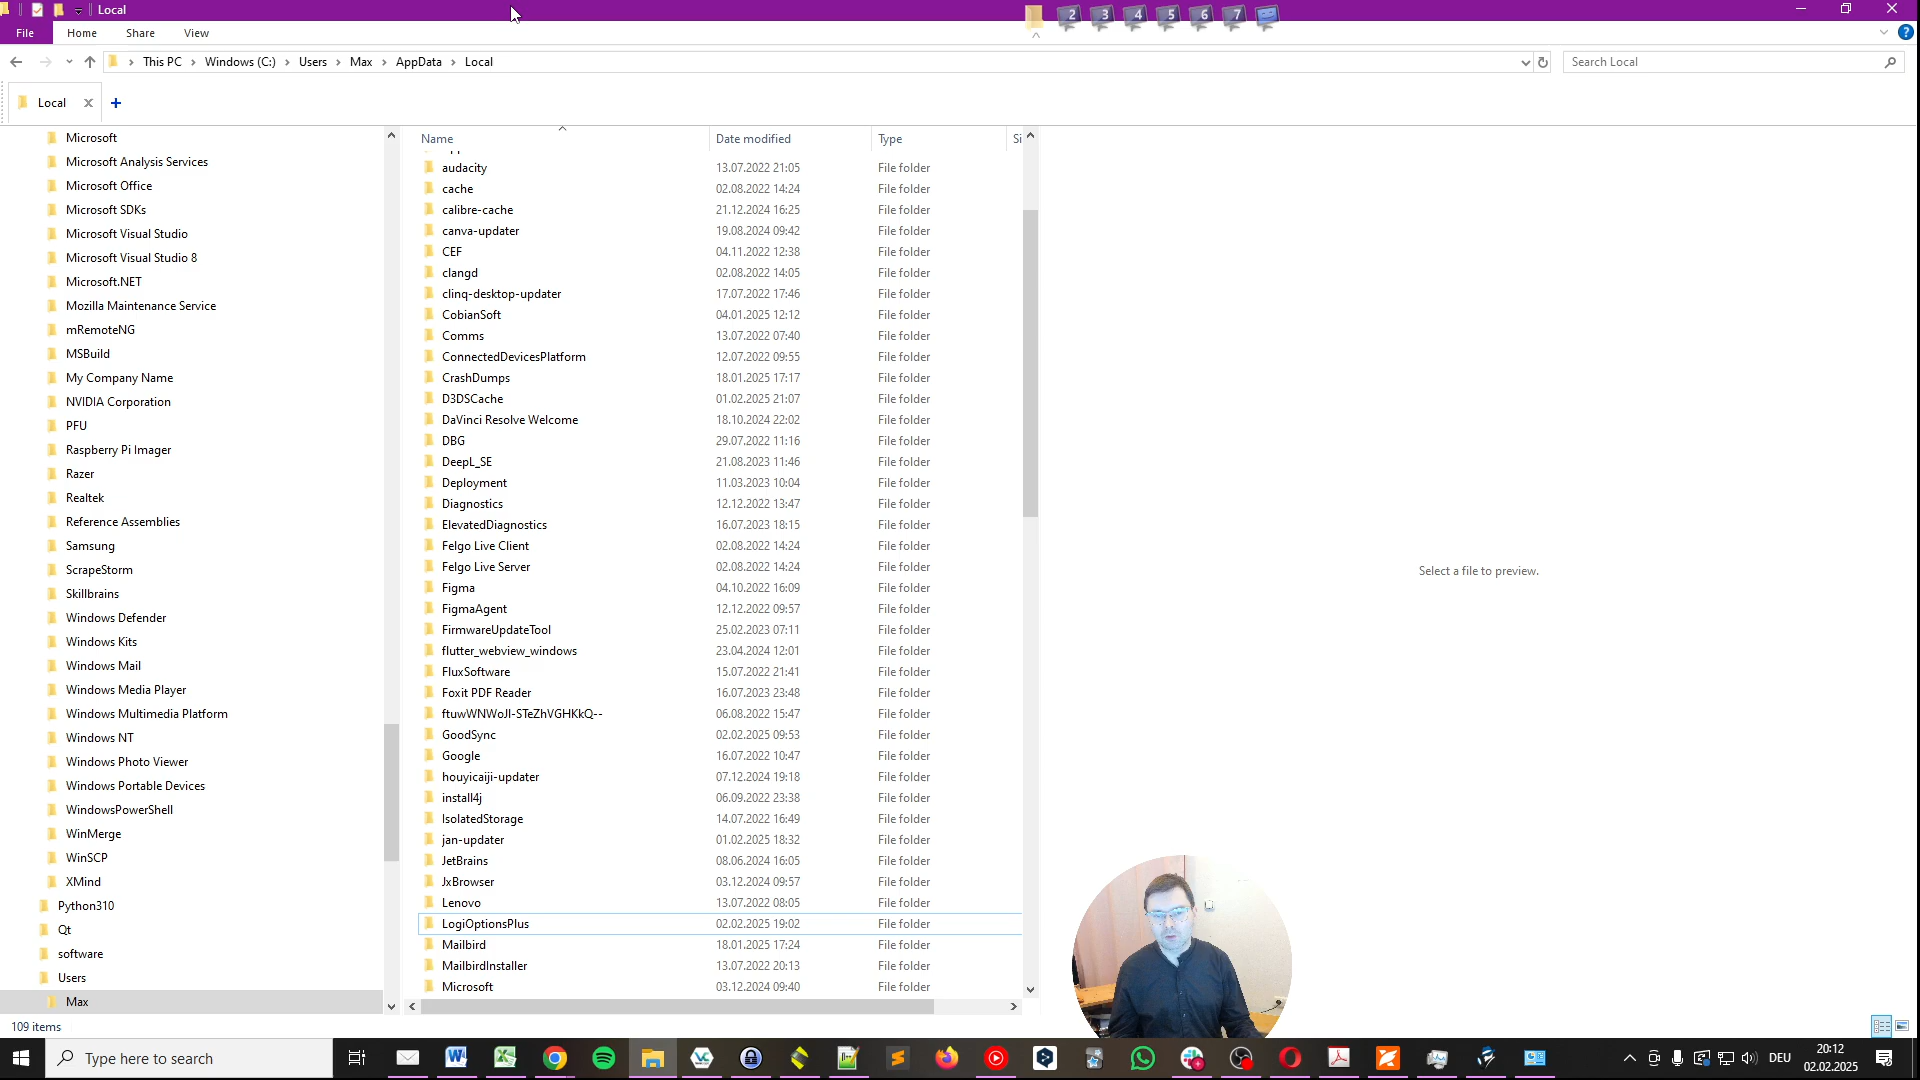 Local
2 3 4 5 6 7
File Home Share View
This PC Windows (C:) Users Max AppData Local
Search Local
Local
Microsoft
Microsoft Analysis Services
Microsoft Office
Microsoft SDKs
Microsoft Visual Studio
Microsoft Visual Studio 8
Microsoft.NET
Mozilla Maintenance Service
mRemoteNG
MSBuild
My Company Name
NVIDIA Corporation
PFU
Raspberry Pi Imager
Razer
Realtek
Reference Assemblies
Samsung
ScrapeStorm
Skillbrains
Windows Defender
Windows Kits
Windows Mail
Windows Media Player
Windows Multimedia Platform
Windows NT
Windows Photo Viewer
Windows Portable Devices
WindowsPowerShell
WinMerge
WinSCP
XMind
Python310
Qt
software
Users
Max
Name Date modified Type Si
audacity 13.07.2022 21:05 File folder
cache 02.08.2022 14:24 File folder
calibre-cache 21.12.2024 16:25 File folder
canva-updater 19.08.2024 09:42 File folder
CEF 04.11.2022 12:38 File folder
clangd 02.08.2022 14:05 File folder
clinq-desktop-updater 17.07.2022 17:46 File folder
CobianSoft 04.01.2025 12:12 File folder
Comms 13.07.2022 07:40 File folder
ConnectedDevicesPlatform 12.07.2022 09:55 File folder
CrashDumps 18.01.2025 17:17 File folder
D3DSCache 01.02.2025 21:07 File folder
DaVinci Resolve Welcome 18.10.2024 22:02 File folder
DBG 29.07.2022 11:16 File folder
DeepL_SE 21.08.2023 11:46 File folder
Deployment 11.03.2023 10:04 File folder
Diagnostics 12.12.2022 13:47 File folder
ElevatedDiagnostics 16.07.2023 18:15 File folder
Felgo Live Client 02.08.2022 14:24 File folder
Felgo Live Server 02.08.2022 14:24 File folder
Figma 04.10.2022 16:09 File folder
FigmaAgent 12.12.2022 09:57 File folder
FirmwareUpdateTool 25.02.2023 07:11 File folder
flutter_webview_windows 23.04.2024 12:01 File folder
FluxSoftware 15.07.2022 21:41 File folder
Foxit PDF Reader 16.07.2023 23:48 File folder
ftuwWNWoJI-STeZhVGHKkQ-- 06.08.2022 15:47 File folder
GoodSync 02.02.2025 09:53 File folder
Google 16.07.2022 10:47 File folder
houyicaiji-updater 07.12.2024 19:18 File folder
install4j 06.09.2022 23:38 File folder
IsolatedStorage 14.07.2022 16:49 File folder
jan-updater 01.02.2025 18:32 File folder
JetBrains 08.06.2024 16:05 File folder
JxBrowser 03.12.2024 09:57 File folder
Lenovo 13.07.2022 08:05 File folder
LogiOptionsPlus 02.02.2025 19:02 File folder
Mailbird 18.01.2025 17:24 File folder
MailbirdInstaller 13.07.2022 20:13 File folder
Microsoft 03.12.2024 09:40 File folder
Select a file to preview.
109 items
Type here to search
DEU
20:12
02.02.2025